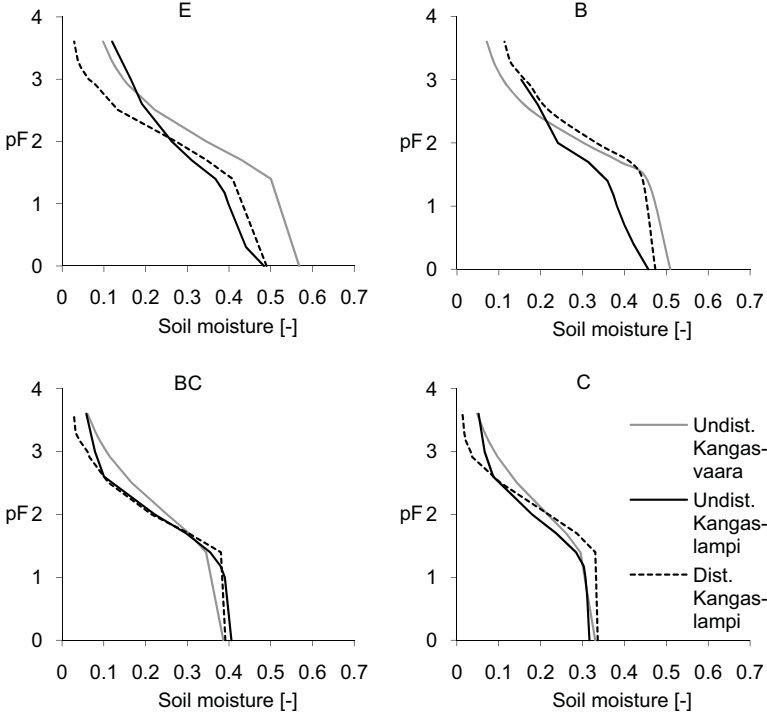 E
4
3
pF 2
1
0
0 0.1 0.2 0.3 0.4 0.5 0.6 0.7
Soil moisture [-]
B
4
3
pF 2
1
0
0 0.1 0.2 0.3 0.4 0.5 0.6 0.7
Soil moisture [-]
BC
4
3
pF 2
1
0
0 0.1 0.2 0.3 0.4 0.5 0.6 0.7
Soil moisture [-]
C
4
3
pF 2
1
0
0 0.1 0.2 0.3 0.4 0.5 0.6 0.7
Soil moisture [-]
Undist.
Kangas-
vaara
Undist.
Kangas-
lampi
Dist.
Kangas-
lampi